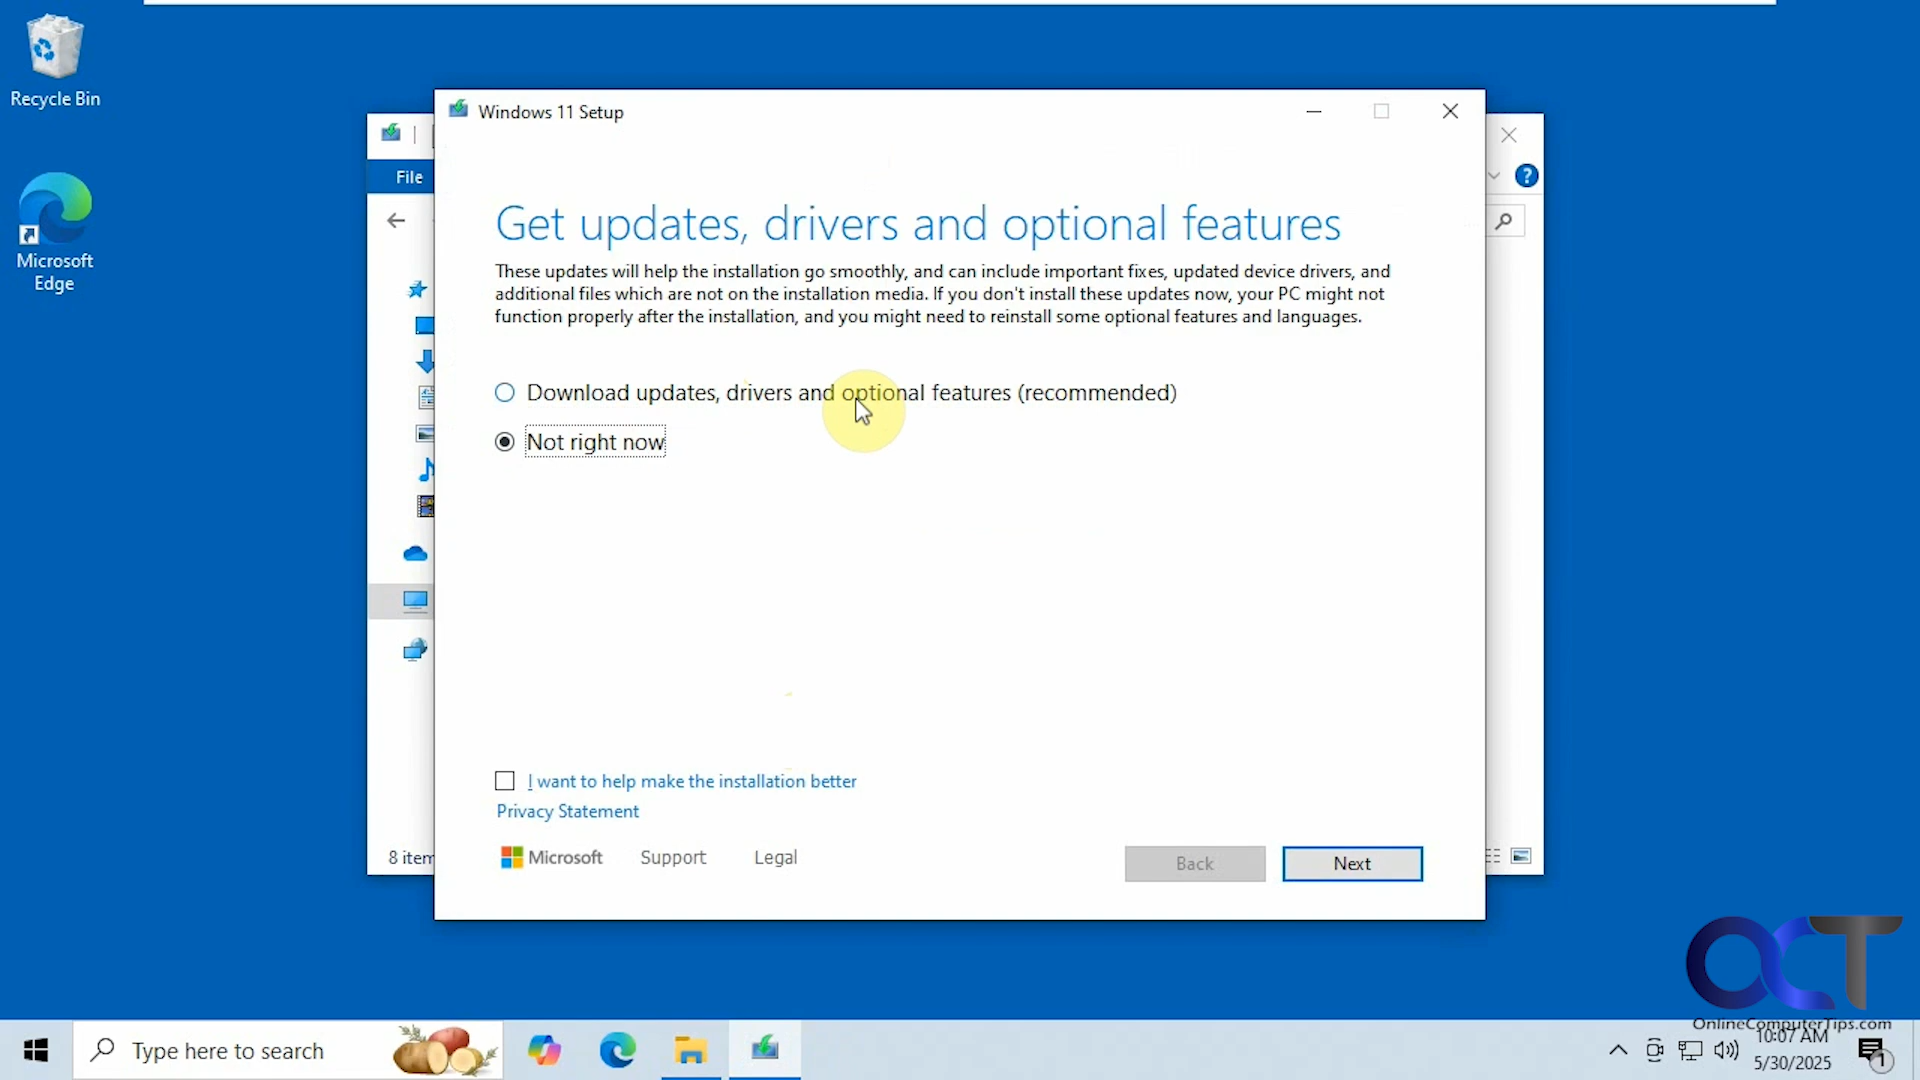 Recycle Bin
Microsoft
Edge
Windows 11 Setup
File
Get updates, drivers and optional features
These updates will help the installation go smoothly, and can include important fixes, updated device drivers, and
additional files which are not on the installation media. If you don't install these updates now, your PC might not
function properly after the installation, and you might need to reinstall some optional features and languages.
Download updates, drivers and optional features (recommended)
Not right now
I want to help make the installation better
Privacy Statement
Microsoft Support Legal
Back Next
8 item
OCT
OnlineComputerTips.com
Type here to search
10:07 AM
5/30/2025
1